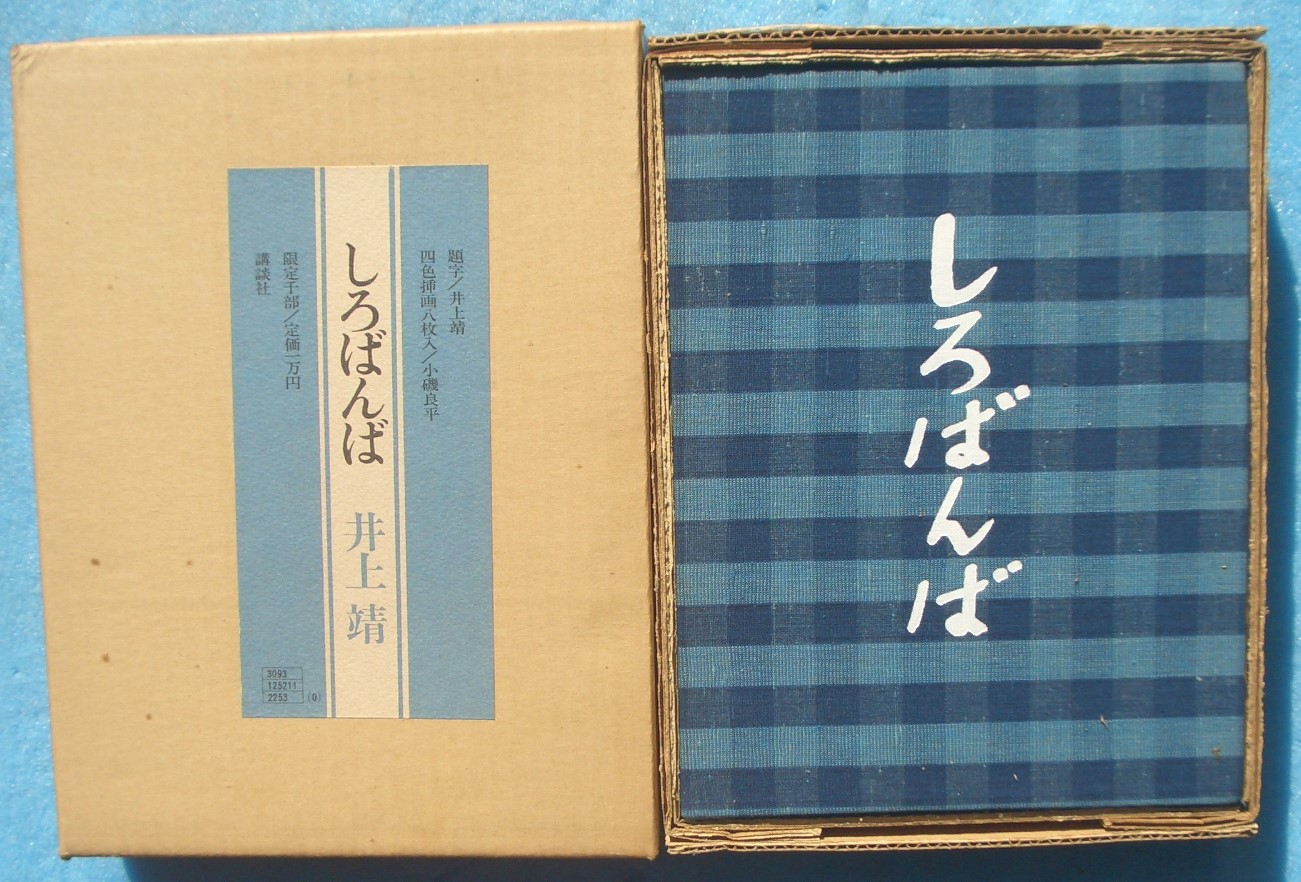 題字／井上靖
四色挿画八枚入／小磯良平
しろばんば　井上靖
限定千部／定価一万円
講談社
3093
125211
2253
(0)
しろばんば